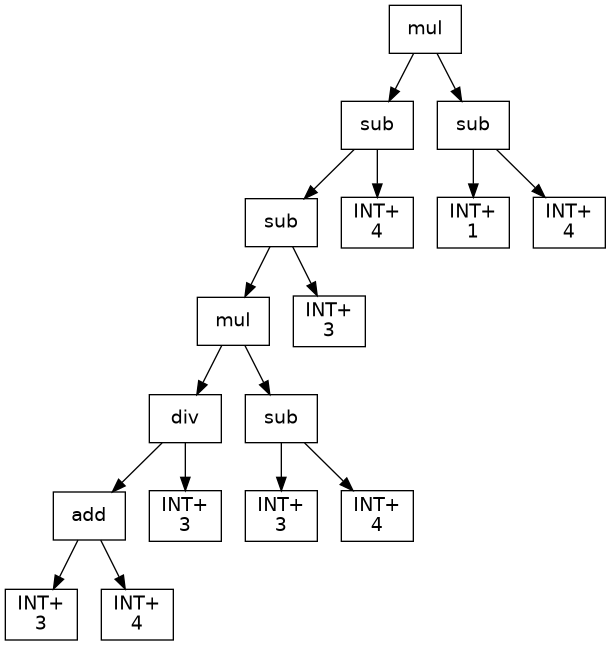 mul
sub
sub
sub
INT+
4
INT+
1
INT+
4
mul
INT+
3
div
sub
add
INT+
3
INT+
3
INT+
4
INT+
3
INT+
4